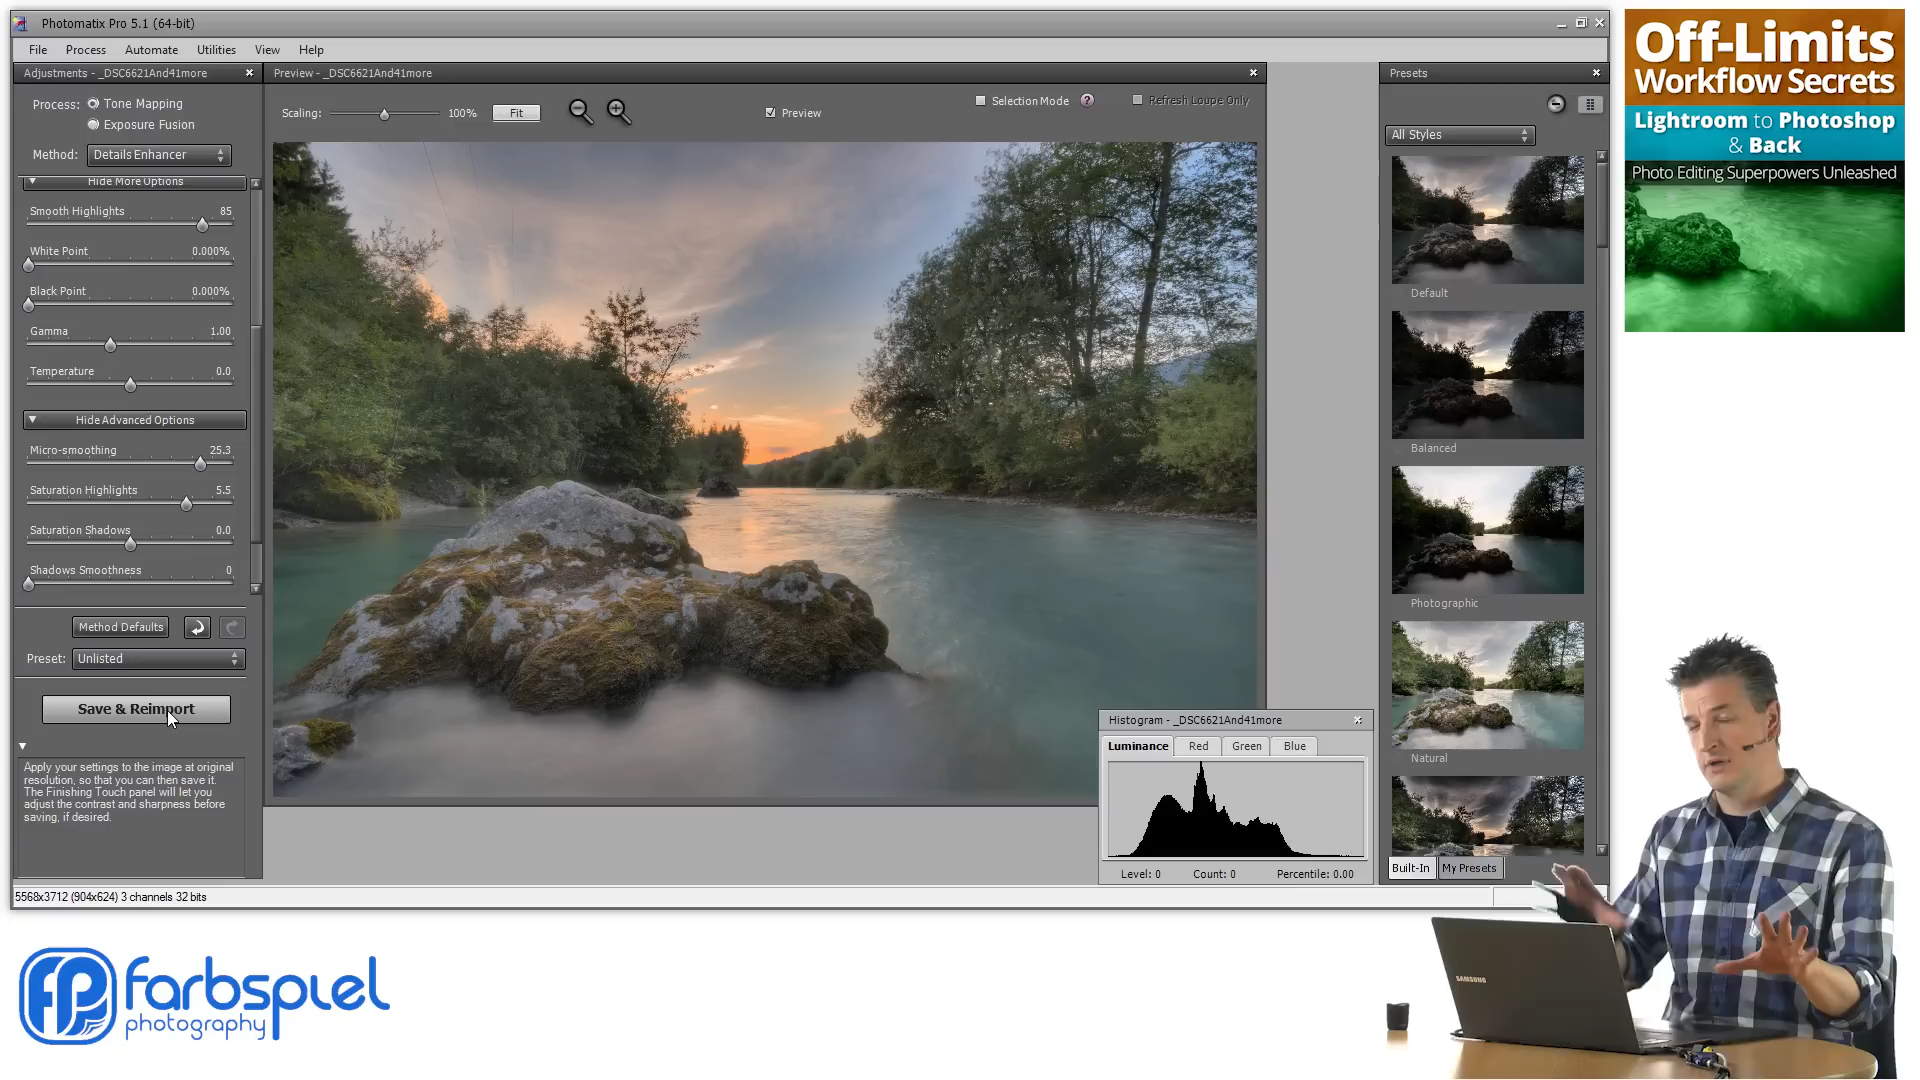 Photomatix Pro 5.1 (64-bit)
File Process Automate Utilities View Help
Adjustments - _DSC6621And41more
Process: Tone Mapping
Exposure Fusion
Method: Details Enhancer
Hide More Options
Smooth Highlights 85
White Point 0.000%
Black Point 0.000%
Gamma 1.00
Temperature 0.0
Hide Advanced Options
Micro-smoothing 25.3
Saturation Highlights 5.5
Saturation Shadows 0.0
Shadows Smoothness 0
Method Defaults
Preset: Unlisted
Save & Reimport
Apply your settings to the image at original
resolution, so that you can then save it.
The Finishing Touch panel will let you
adjust the contrast and sharpness before
saving, if desired.
5568x3712 (904x624) 3 channels 32 bits
Preview - _DSC6621And41more
Scaling: 100% Fit Preview Selection Mode ? Refresh Loupe Only
Histogram - _DSC6621And41more
Luminance Red Green Blue
Level: 0 Count: 0 Percentile: 0.00
Presets
All Styles
Default
Balanced
Photographic
Natural
Built-In My Presets
Off-Limits
Workflow Secrets
Lightroom to Photoshop
& Back
Photo Editing Superpowers Unleashed
SAMSUNG
fp farbspiel
photography